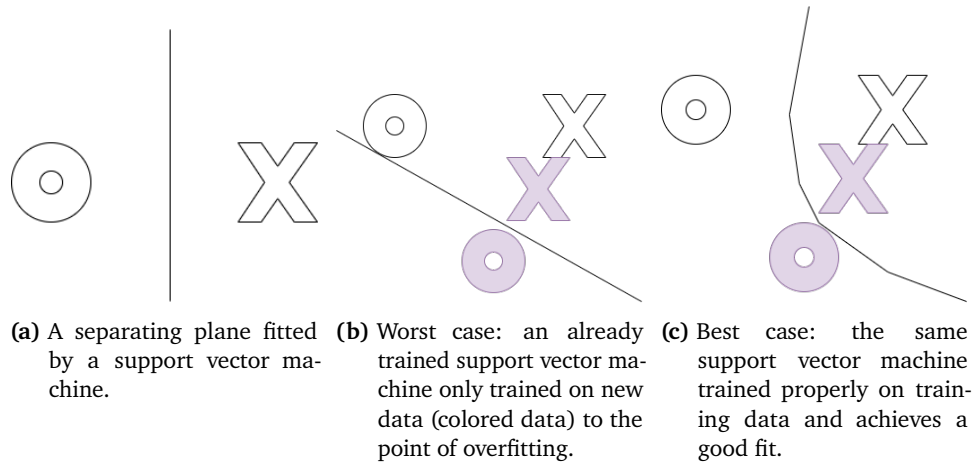 (a) A separating plane fitted
by a support vector ma-
chine.
(b) Worst case: an already
trained support vector ma-
chine only trained on new
data (colored data) to the
point of overfitting.
(c) Best case: the same
support vector machine
trained properly on train-
ing data and achieves a
good fit.